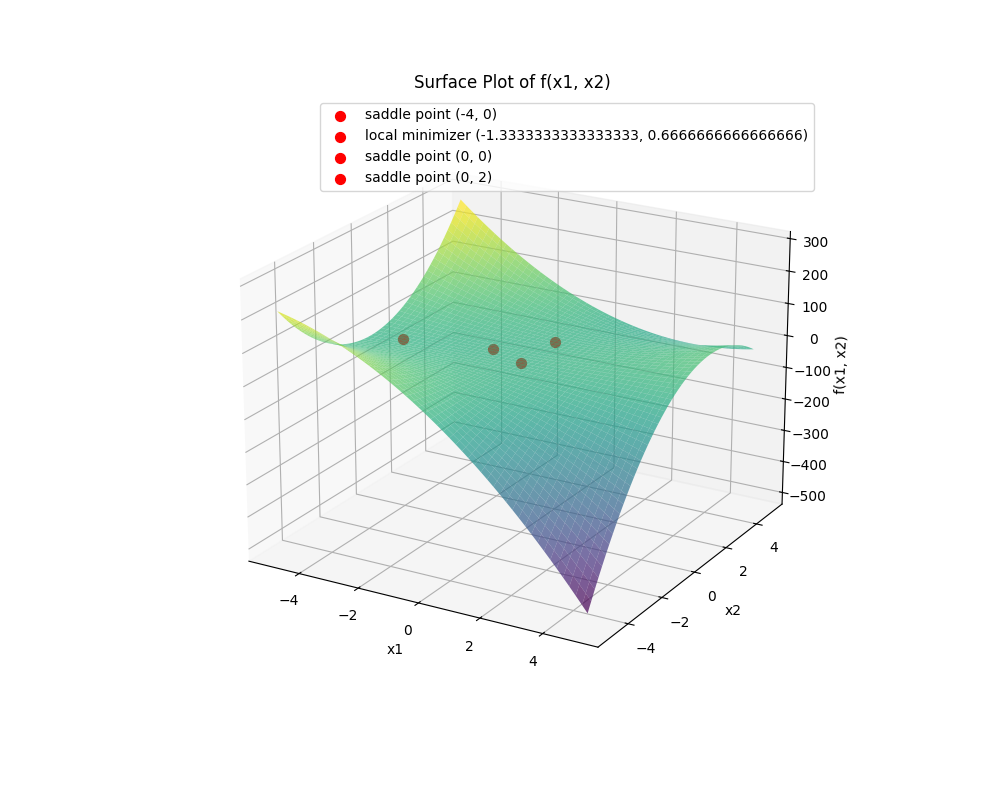 Surface Plot of f(x1, x2)
saddle point (-4, 0)
local minimizer (-1.3333333333333333, 0.6666666666666666)
saddle point (0, 0)
saddle point (0, 2)
300
200
100
0
−100
−200
−300
−400
−500
f(x1, x2)
−4
−2
0
2
4
x1
−4
−2
0
2
4
x2